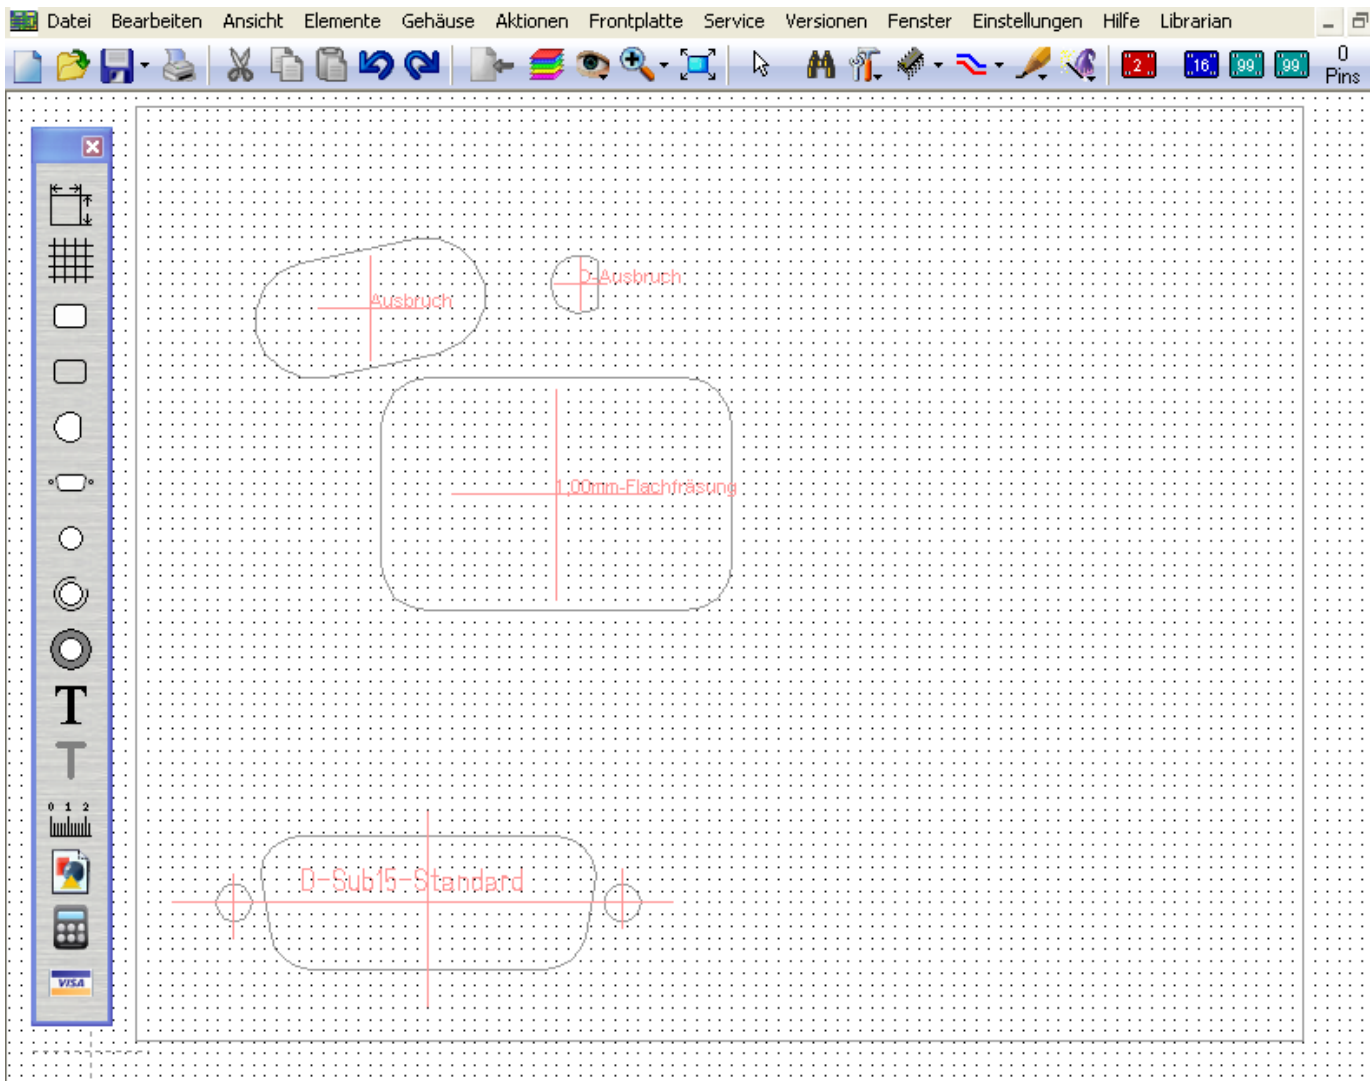 Datei Bearbeiten Ansicht Elemente Gehäuse Aktionen Frontplatte Service Versionen Fenster Einstellungen Hilfe Librarian
2 16 99 99 0
Pins
D-Ausbruch
Ausbruch
1,00mm-Flachfräsung
T
T
0 1 2
D-Sub15-Standard
VISA